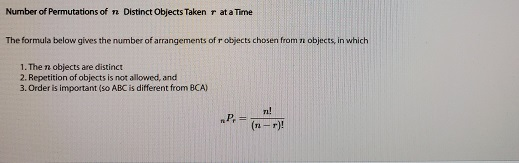 Number of Permutations of n Distinct Objects Taken r at a Time
The formula below gives the number of arrangements of r objects chosen from n objects, in which
1. The n objects are distinct
2. Repetition of objects is not allowed, and
3. Order is important (so ABC is different from BCA)
nPr = n! / (n − r)!